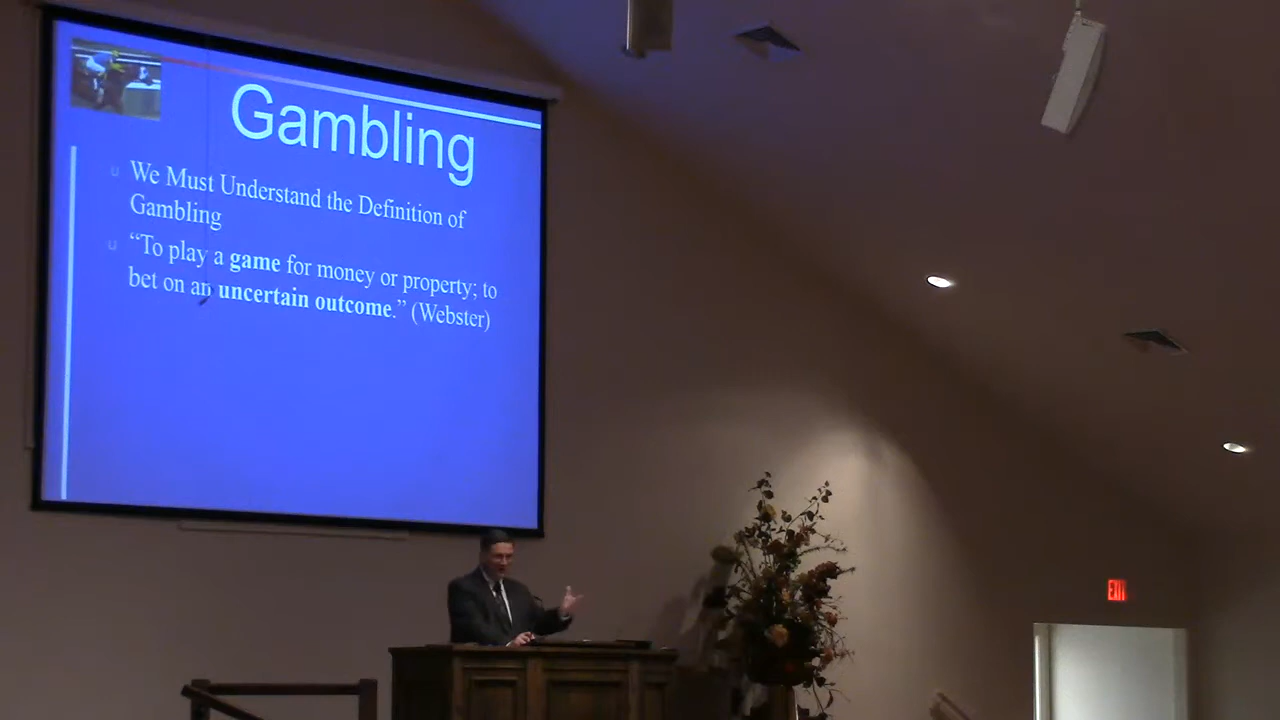 Gambling
We Must Understand the Definition of
Gambling
“To play a game for money or property; to
bet on an uncertain outcome.” (Webster)
EXIT